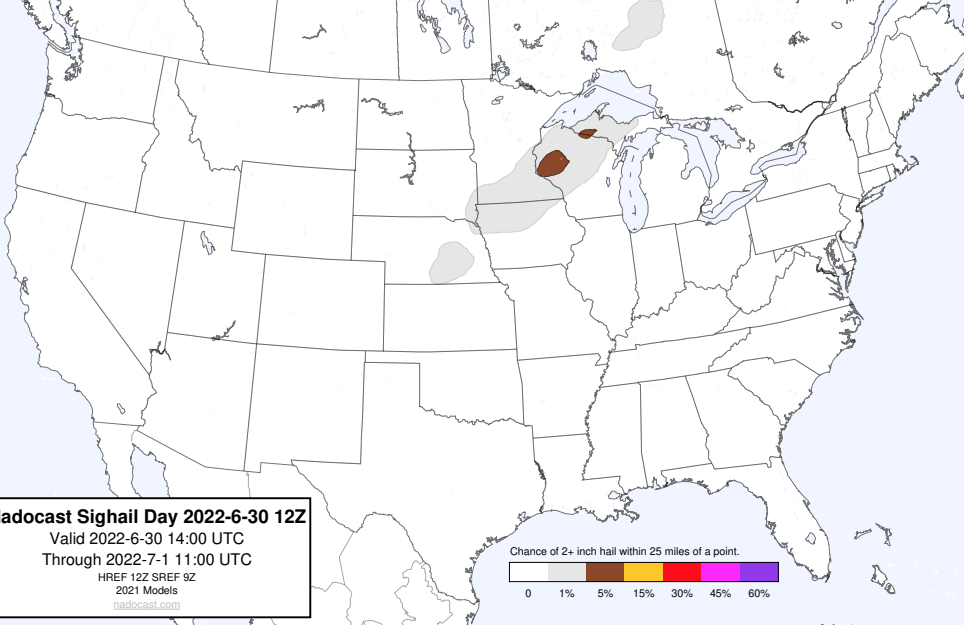 adocast Sighail Day 2022-6-30 12Z
Valid 2022-6-30 14:00 UTC
Through 2022-7-1 11:00 UTC
HREF 12Z SREF 9Z
2021 Models
nadocast.com
Chance of 2+ inch hail within 25 miles of a point.
0 1% 5% 15% 30% 45% 60%